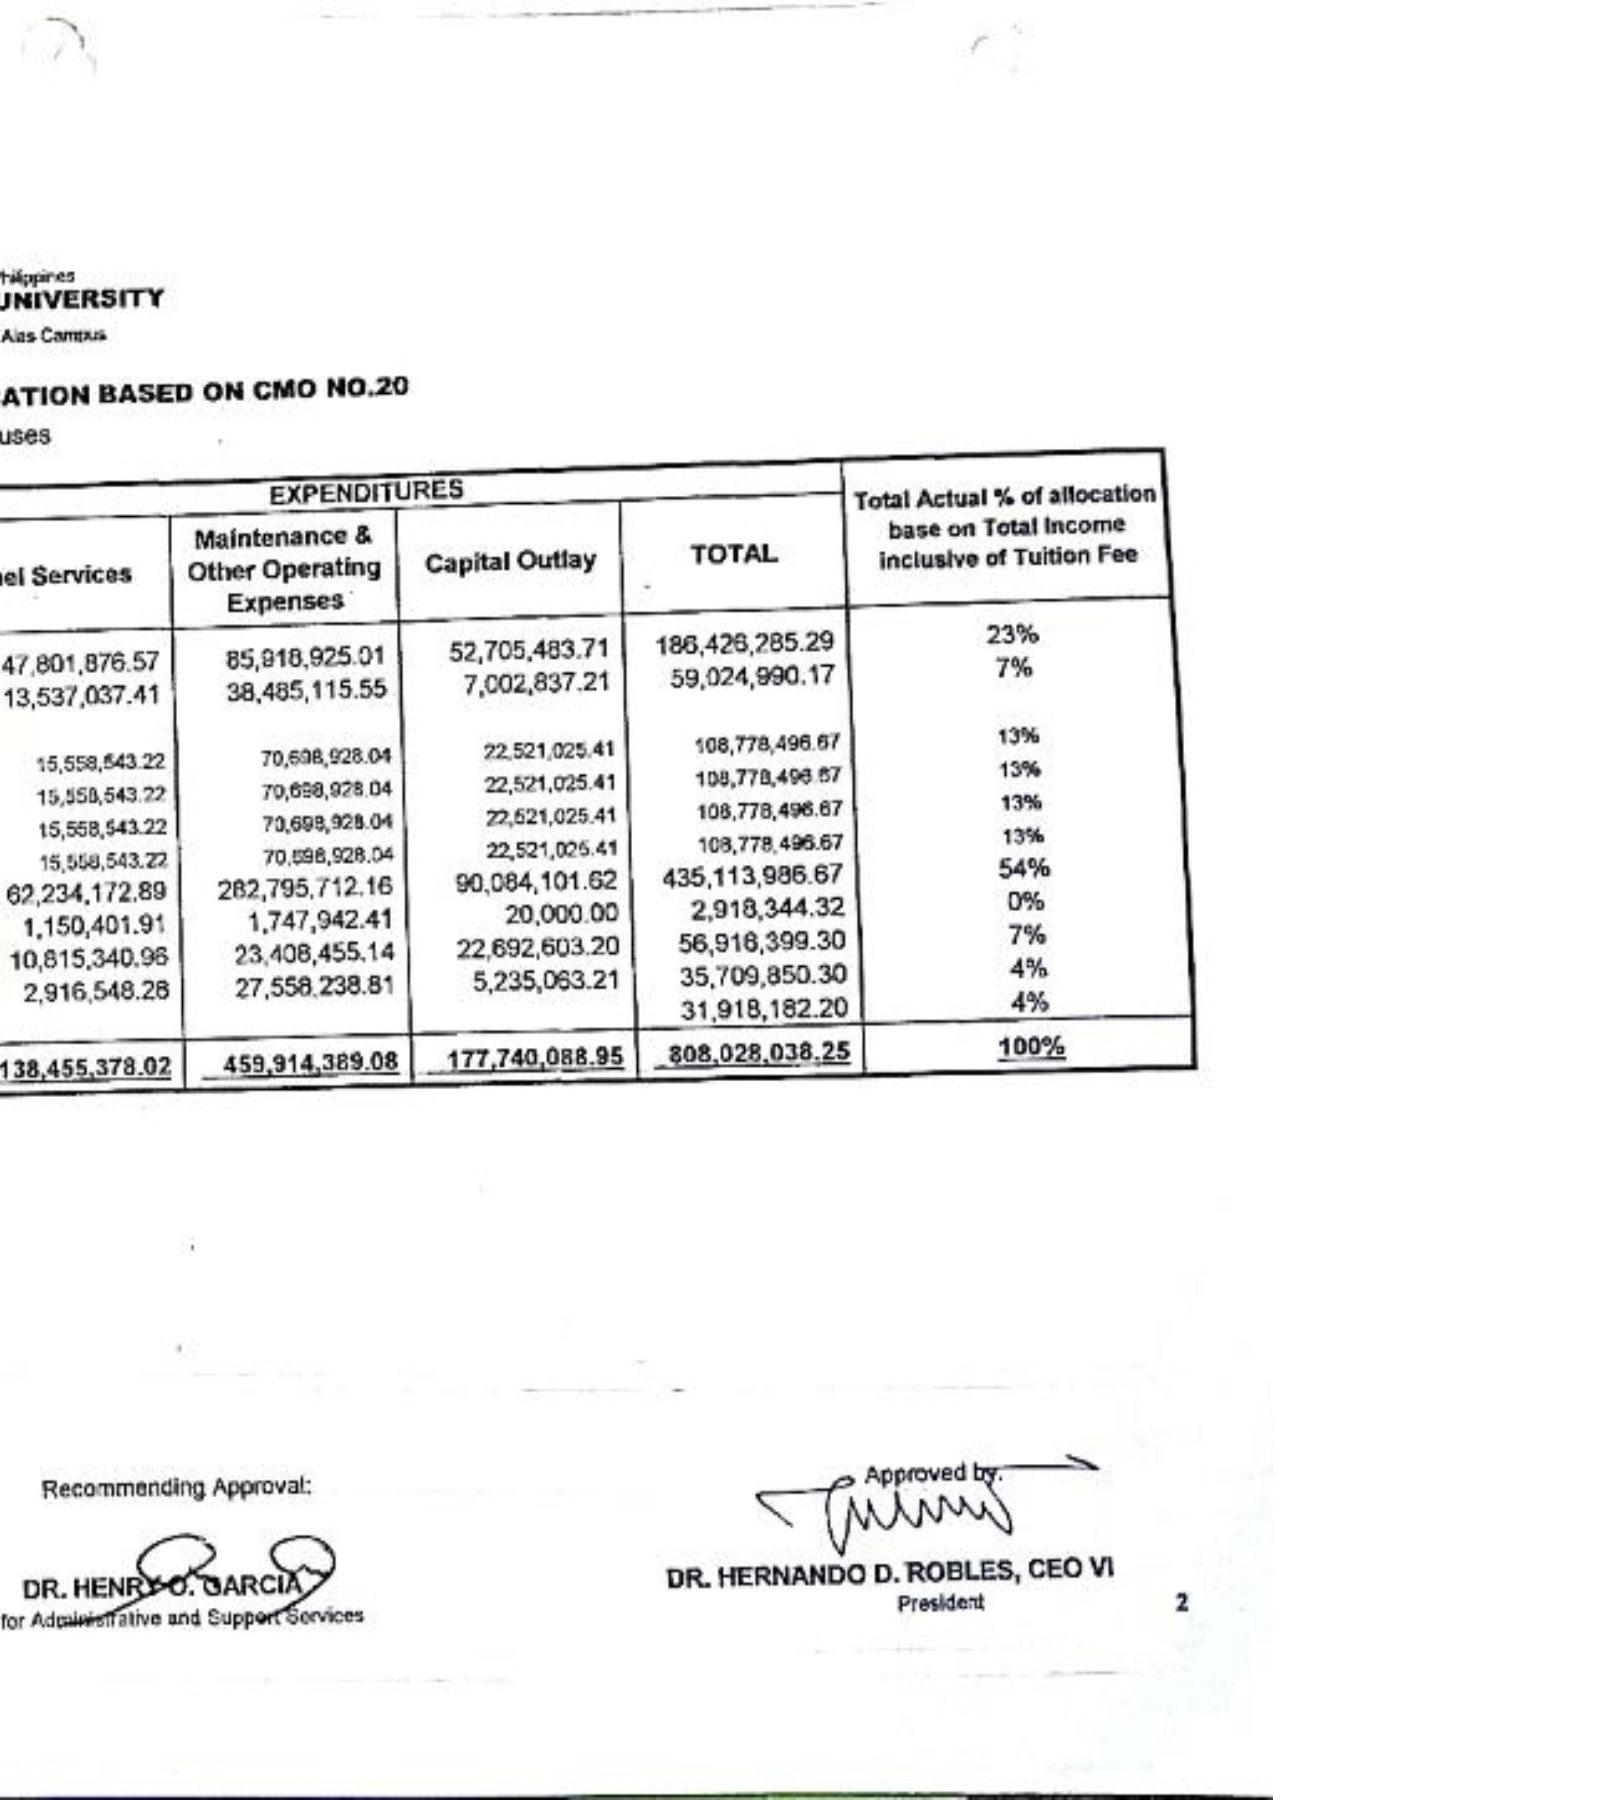 hilippines
UNIVERSITY
Alas Campus
CATION BASED ON CMO NO.20
uses
EXPENDITURES
Total Actual % of allocation base on Total Income inclusive of Tuition Fee
nel Services Maintenance & Other Operating Expenses Capital Outlay TOTAL
47,801,876.57 85,918,925.01 52,705,483.71 186,426,285.29 23%
13,537,037.41 38,485,115.55 7,002,837.21 59,024,990.17 7%
15,558,543.22 70,698,928.04 22,521,025.41 108,778,496.67 13%
15,558,543.22 70,698,928.04 22,521,025.41 108,778,496.67 13%
15,558,543.22 70,698,928.04 22,521,025.41 108,778,496.67 13%
15,558,543.22 70,698,928.04 22,521,025.41 108,778,496.67 13%
62,234,172.89 282,795,712.16 90,084,101.62 435,113,986.67 54%
1,150,401.91 1,747,942.41 20,000.00 2,918,344.32 0%
10,815,340.96 23,408,455.14 22,692,603.20 56,916,399.30 7%
2,916,548.28 27,558,238.81 5,235,063.21 35,709,850.30 4%
31,918,182.20 4%
138,455,378.02 459,914,389.08 177,740,088.95 808,028,038.25 100%
Recommending Approval:
Approved by:
DR. HENRY O. GARCIA
for Administrative and Support Services
DR. HERNANDO D. ROBLES, CEO VI
President
2